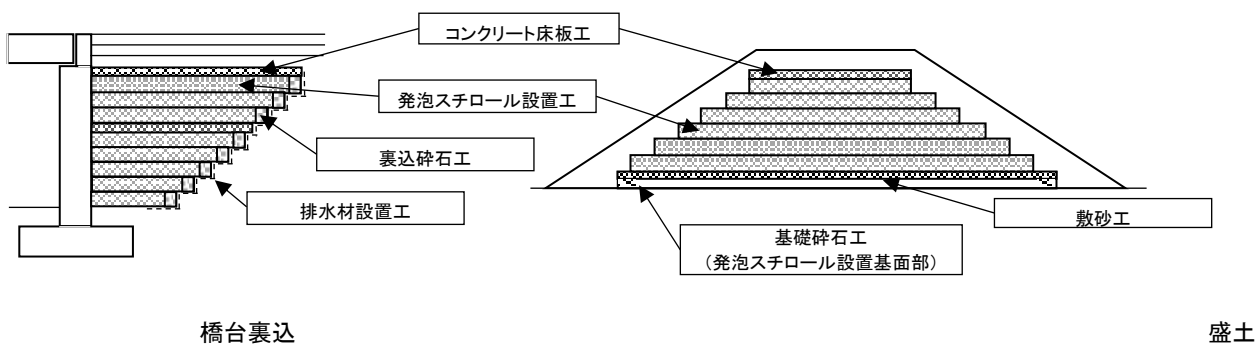 コンクリート床板工
発泡スチロール設置工
裏込砕石工
排水材設置工
敷砂工
基礎砕石工
（発泡スチロール設置基面部）
橋台裏込
盛土